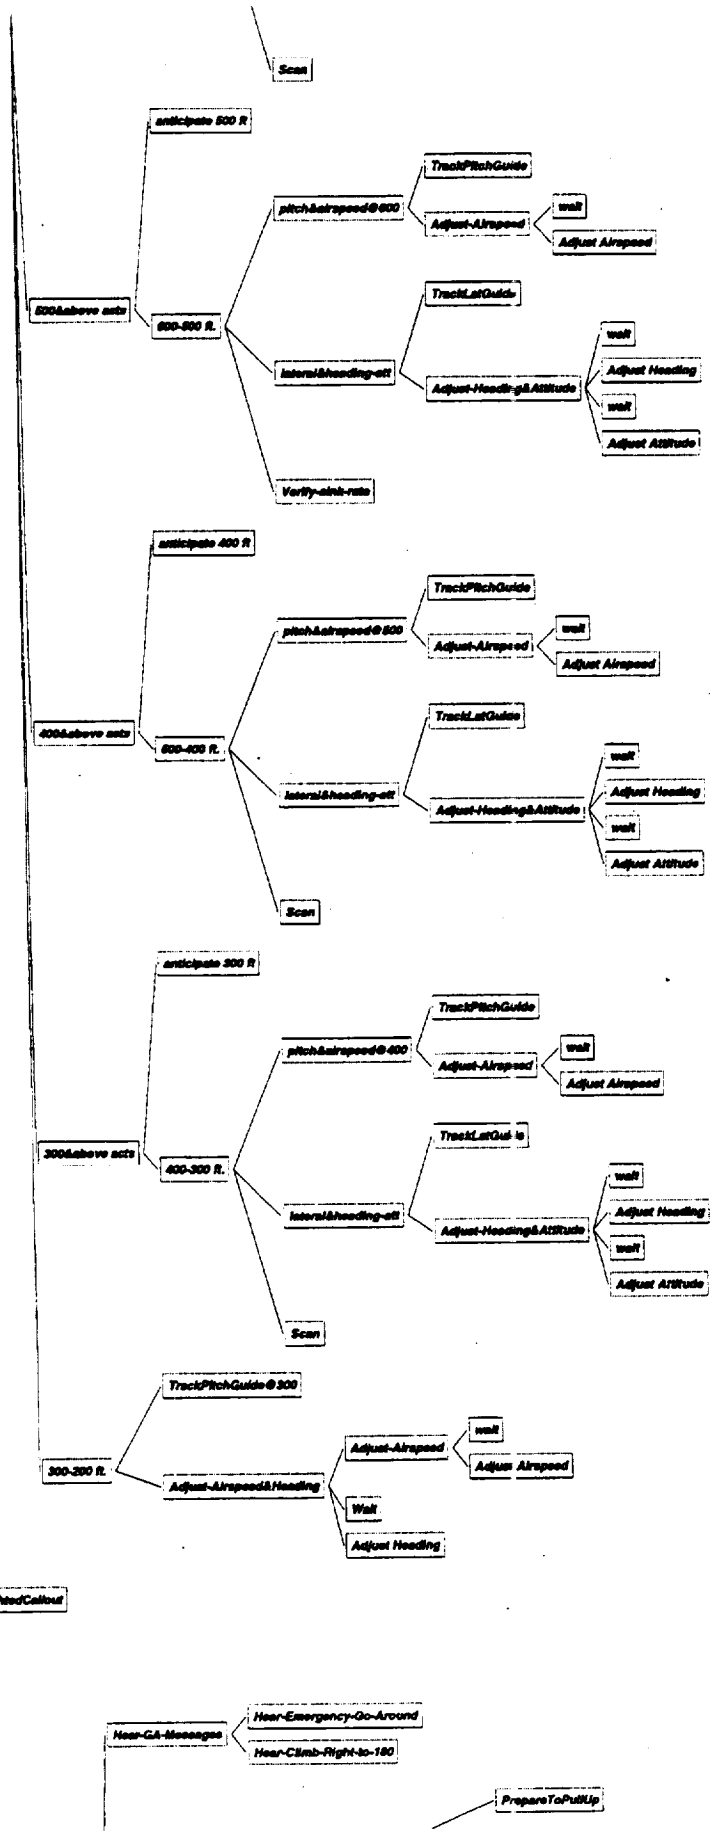 Scan
anticipate 500 ft
TrackPitchGuide
pitch&airspeed@600
wait
Adjust-Airspeed
Adjust Airspeed
TrackLatGuide
500&above acts
600-500 ft.
wait
lateral&heading-att
Adjust Heading
Adjust-Heading&Attitude
wait
Adjust Attitude
Verify-sink-rate
anticipate 400 ft
TrackPitchGuide
pitch&airspeed@500
wait
Adjust-Airspeed
Adjust Airspeed
TrackLatGuide
400&above acts
500-400 ft.
wait
lateral&heading-att
Adjust Heading
Adjust-Heading&Attitude
wait
Adjust Attitude
Scan
anticipate 300 ft
TrackPitchGuide
pitch&airspeed@400
wait
Adjust-Airspeed
Adjust Airspeed
TrackLatGuide
300&above acts
400-300 ft.
wait
lateral&heading-att
Adjust Heading
Adjust-Heading&Attitude
wait
Adjust Attitude
Scan
TrackPitchGuide@300
wait
Adjust-Airspeed
300-200 ft.
Adjust Airspeed
Adjust-Airspeed&Heading
Wait
Adjust Heading
htedCallout
Hear-Emergency-Go-Around
Hear-GA-Messages
Hear-Climb-Right-to-180
PrepareToPullUp